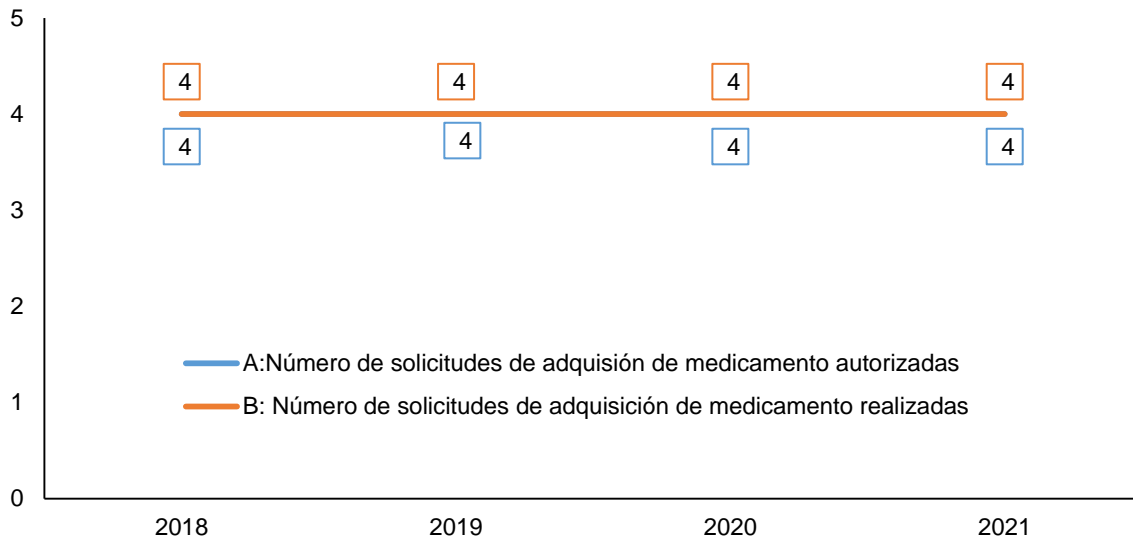 5
4 4 4 4
4
4 4 4 4
3
2
A:Número de solicitudes de adquisión de medicamento autorizadas
B: Número de solicitudes de adquisición de medicamento realizadas
1
0
2018 2019 2020 2021